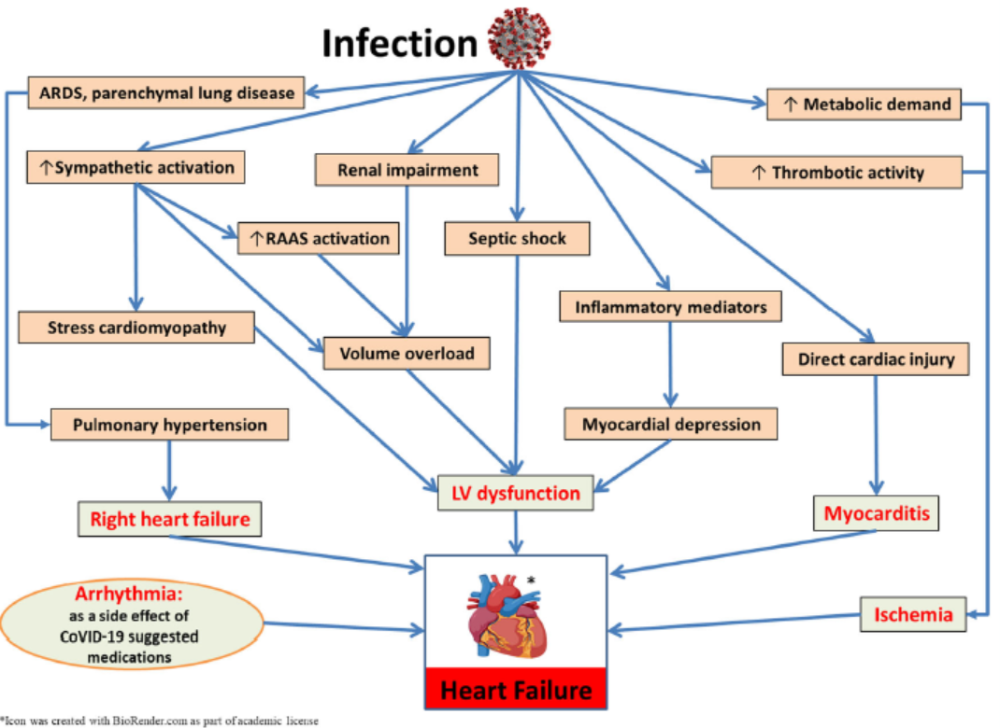 Infection
ARDS, parenchymal lung disease
↑ Metabolic demand
↑Sympathetic activation
Renal impairment
↑ Thrombotic activity
↑RAAS activation
Septic shock
Inflammatory mediators
Stress cardiomyopathy
Volume overload
Direct cardiac injury
Pulmonary hypertension
Myocardial depression
LV dysfunction
Right heart failure
Myocarditis
*
Arrhythmia:
as a side effect of
CoVID-19 suggested
medications
Ischemia
Heart Failure
*Icon was created with BioRender.com as part of academic license